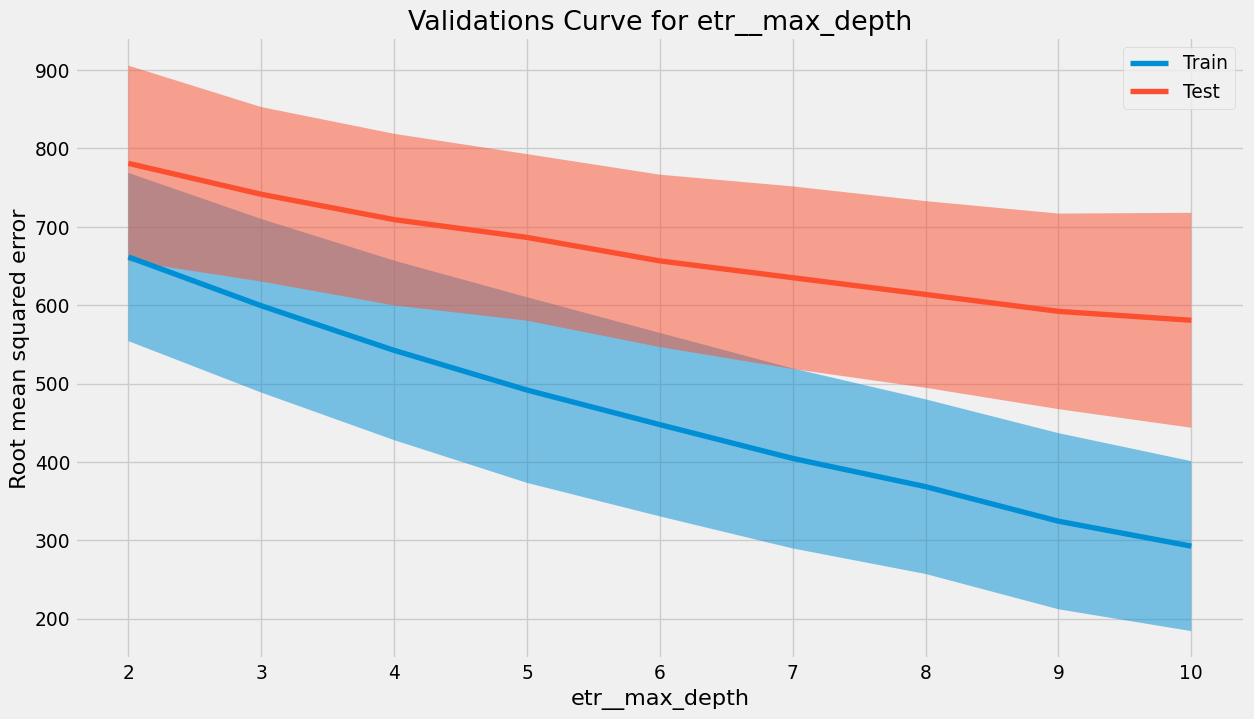 Validations Curve for etr__max_depth
Train
Test
Root mean squared error
900
800
700
600
500
400
300
200
2 3 4 5 6 7 8 9 10
etr__max_depth